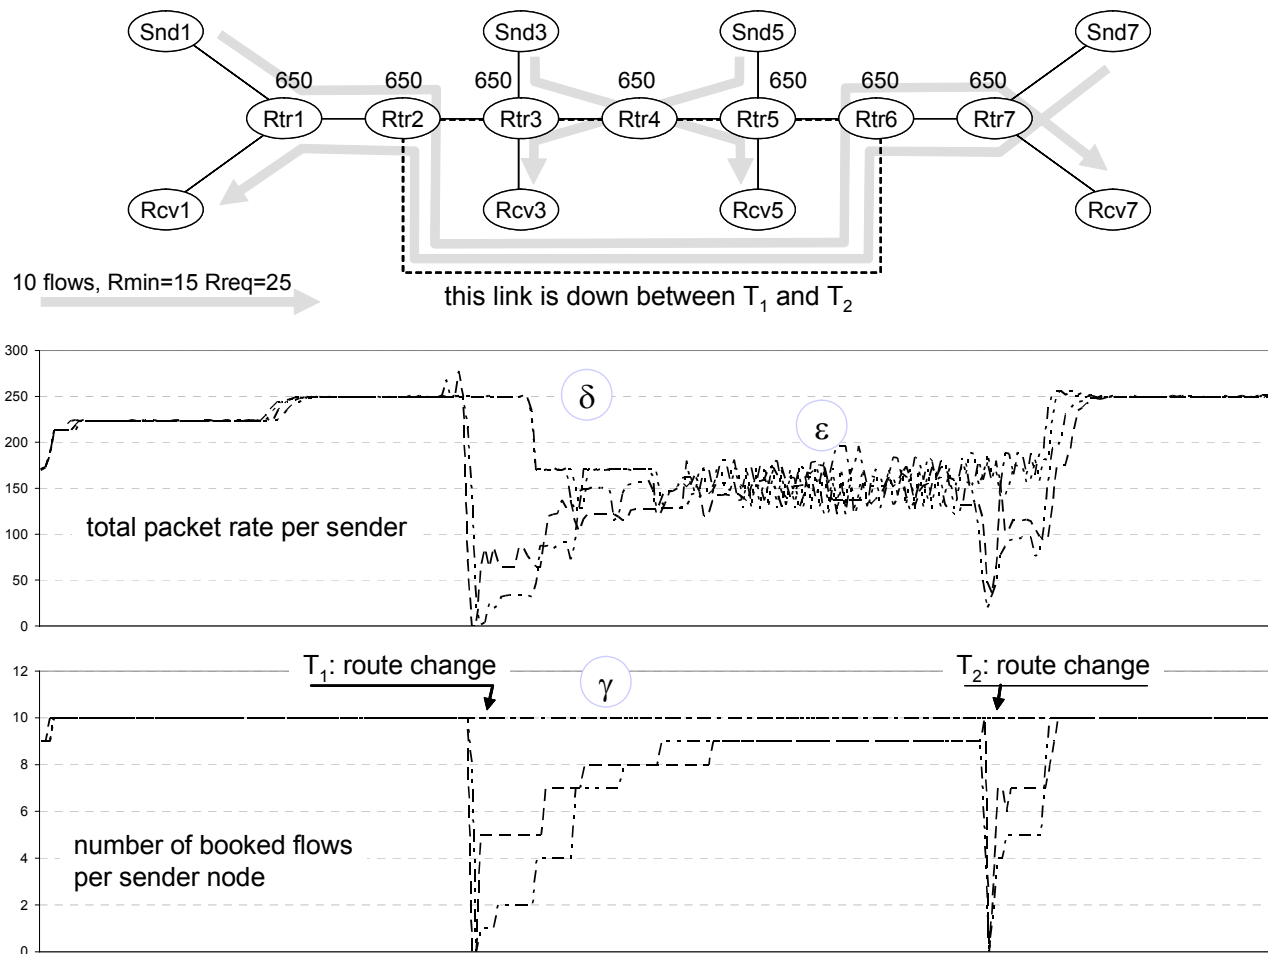 Snd1 Snd3 Snd5 Snd7
650 650 650 650 650 650 650
Rtr1 Rtr2 Rtr3 Rtr4 Rtr5 Rtr6 Rtr7
Rcv1 Rcv3 Rcv5 Rcv7
10 flows, Rmin=15 Rreq=25
this link is down between T₁ and T₂
300
250
200
150
100
50
0
δ
ε
total packet rate per sender
T₁: route change
γ
T₂: route change
12
10
8
6
4
2
0
number of booked flows
per sender node